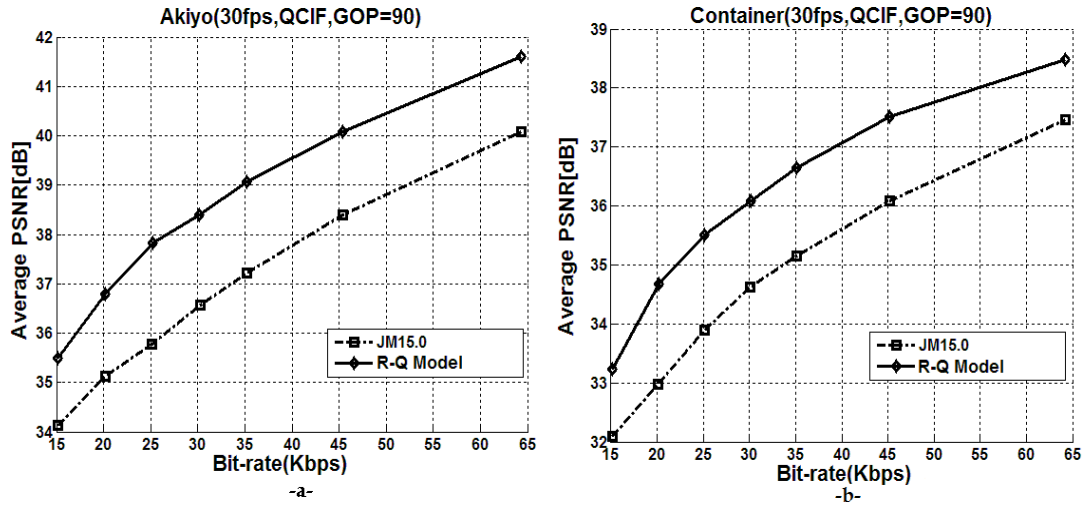 Akiyo(30fps,QCIF,GOP=90)
42
41
40
39
38
37
36
35
34
Average PSNR[dB]
JM15.0
R-Q Model
15 20 25 30 35 40 45 50 55 60 65
Bit-rate(Kbps)
-a-
Container(30fps,QCIF,GOP=90)
39
38
37
36
35
34
33
32
Average PSNR[dB]
JM15.0
R-Q Model
15 20 25 30 35 40 45 50 55 60 65
Bit-rate(Kbps)
-b-